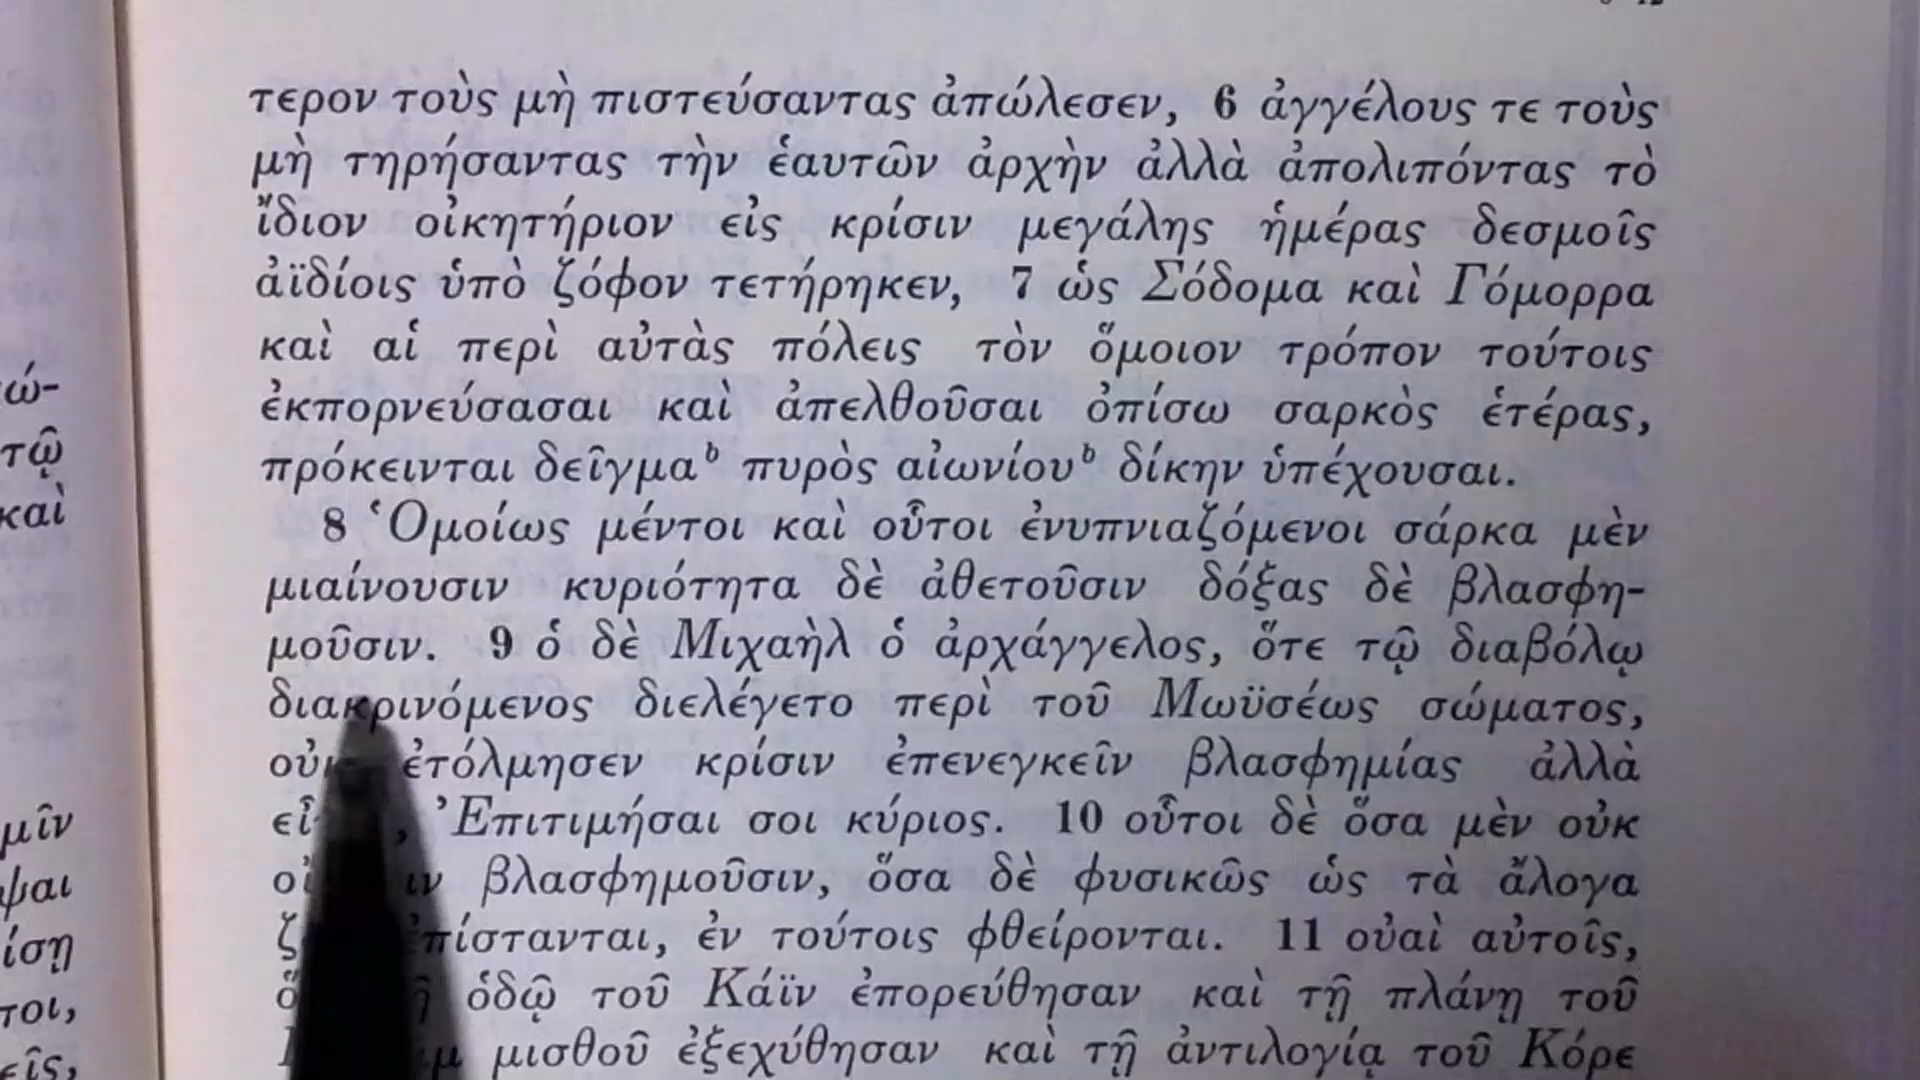 τερον τοὺς μὴ πιστεύσαντας ἀπώλεσεν, 6 ἀγγέλους τε τοὺς
μὴ τηρήσαντας τὴν ἑαυτῶν ἀρχὴν ἀλλὰ ἀπολιπόντας τὸ
ἴδιον οἰκητήριον εἰς κρίσιν μεγάλης ἡμέρας δεσμοῖς
ἀϊδίοις ὑπὸ ζόφον τετήρηκεν, 7 ὡς Σόδομα καὶ Γόμορρα
καὶ αἱ περὶ αὐτὰς πόλεις τὸν ὅμοιον τρόπον τούτοις
ἐκπορνεύσασαι καὶ ἀπελθοῦσαι ὀπίσω σαρκὸς ἑτέρας,
πρόκεινται δεῖγμα ᵇ πυρὸς αἰωνίου ᵇ δίκην ὑπέχουσαι.
8 Ὁμοίως μέντοι καὶ οὗτοι ἐνυπνιαζόμενοι σάρκα μὲν
μιαίνουσιν κυριότητα δὲ ἀθετοῦσιν δόξας δὲ βλασφη-
μοῦσιν. 9 ὁ δὲ Μιχαὴλ ὁ ἀρχάγγελος, ὅτε τῷ διαβόλῳ
διακρινόμενος διελέγετο περὶ τοῦ Μωϋσέως σώματος,
ἐτόλμησεν κρίσιν ἐπενεγκεῖν βλασφημίας ἀλλὰ
Ἐπιτιμήσαι σοι κύριος. 10 οὗτοι δὲ ὅσα μὲν οὐκ
βλασφημοῦσιν, ὅσα δὲ φυσικῶς ὡς τὰ ἄλογα
ἐπίστανται, ἐν τούτοις φθείρονται. 11 οὐαὶ αὐτοῖς,
ὁδῷ τοῦ Κάϊν ἐπορεύθησαν καὶ τῇ πλάνῃ τοῦ
μισθοῦ ἐξεχύθησαν καὶ τῇ ἀντιλογίᾳ τοῦ Κόρε
ώ-
τῷ
καὶ
μῖν
ψαι
ίσῃ
τοι,
εῖς,